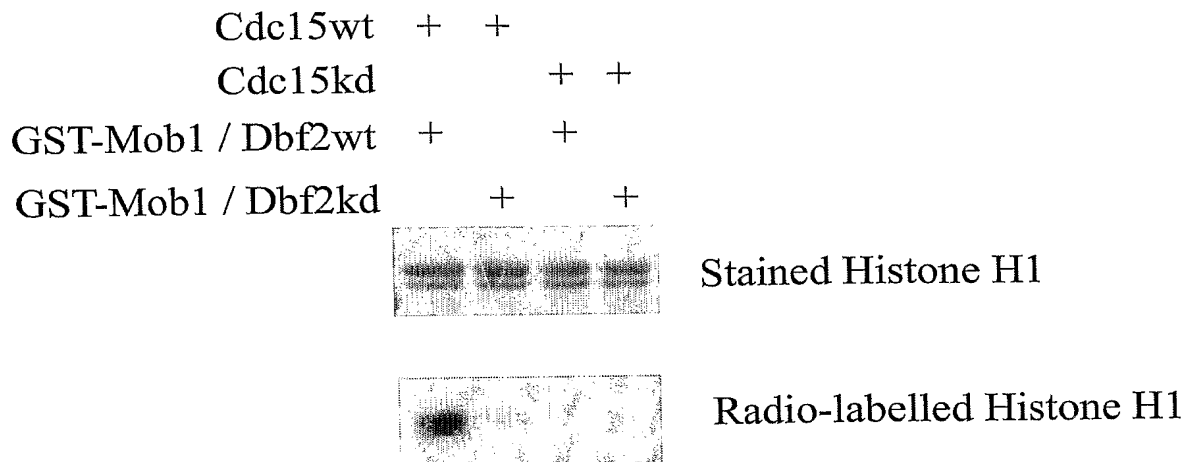 Cdc15wt + +
Cdc15kd + +
GST-Mob1 / Dbf2wt + +
GST-Mob1 / Dbf2kd + +
Stained Histone H1
Radio-labelled Histone H1